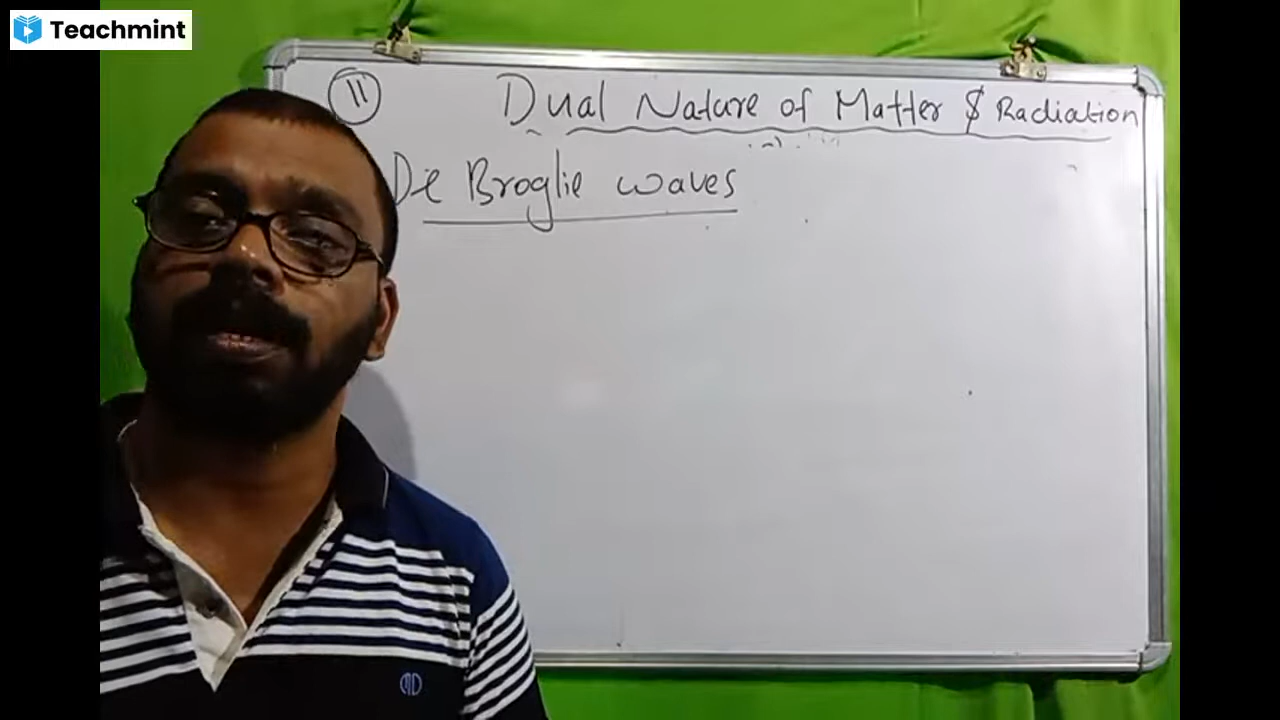 Teachmint
11 Dual Nature of Matter & Radiation
De Broglie waves